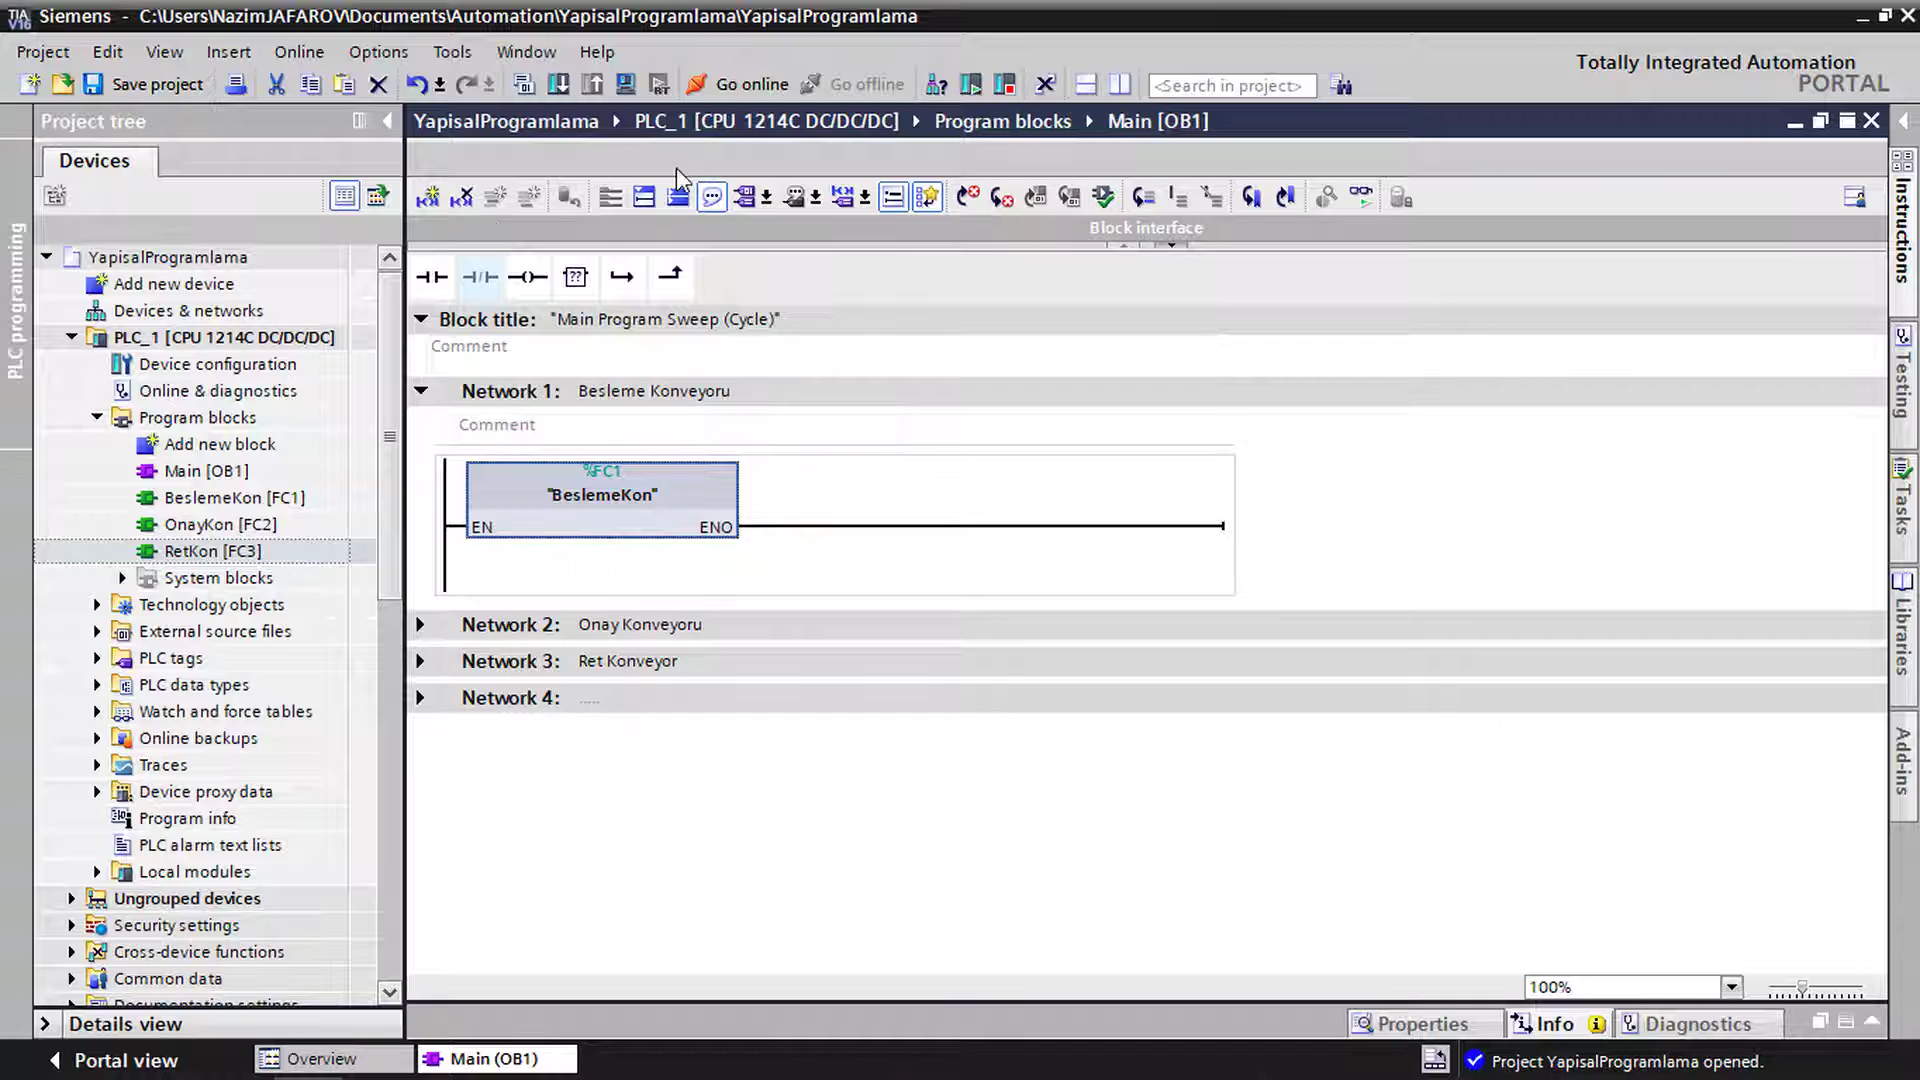 TIA V16 Siemens - C:\Users\NazimJAFAROV\Documents\Automation\YapisalProgramlama\YapisalProgramlama
Project Edit View Insert Online Options Tools Window Help
Totally Integrated Automation
PORTAL
Save project Go online Go offline <Search in project>
Project tree
YapisalProgramlama PLC_1 [CPU 1214C DC/DC/DC] Program blocks Main [OB1]
Devices
PLC programming
Block interface
YapisalProgramlama
Add new device
Devices & networks
PLC_1 [CPU 1214C DC/DC/DC]
Device configuration
Online & diagnostics
Program blocks
Add new block
Main [OB1]
BeslemeKon [FC1]
OnayKon [FC2]
RetKon [FC3]
System blocks
Technology objects
External source files
PLC tags
PLC data types
Watch and force tables
Online backups
Traces
Device proxy data
Program info
PLC alarm text lists
Local modules
Ungrouped devices
Security settings
Cross-device functions
Common data
Documentation settings
Details view
??
Block title: "Main Program Sweep (Cycle)"
Comment
Network 1: Besleme Konveyoru
Comment
%FC1
"BeslemeKon"
EN ENO
Network 2: Onay Konveyoru
Network 3: Ret Konveyor
Network 4: .....
100%
Properties Info Diagnostics
Instructions
Testing
Tasks
Libraries
Add-ins
Portal view Overview Main (OB1) Project YapisalProgramlama opened.